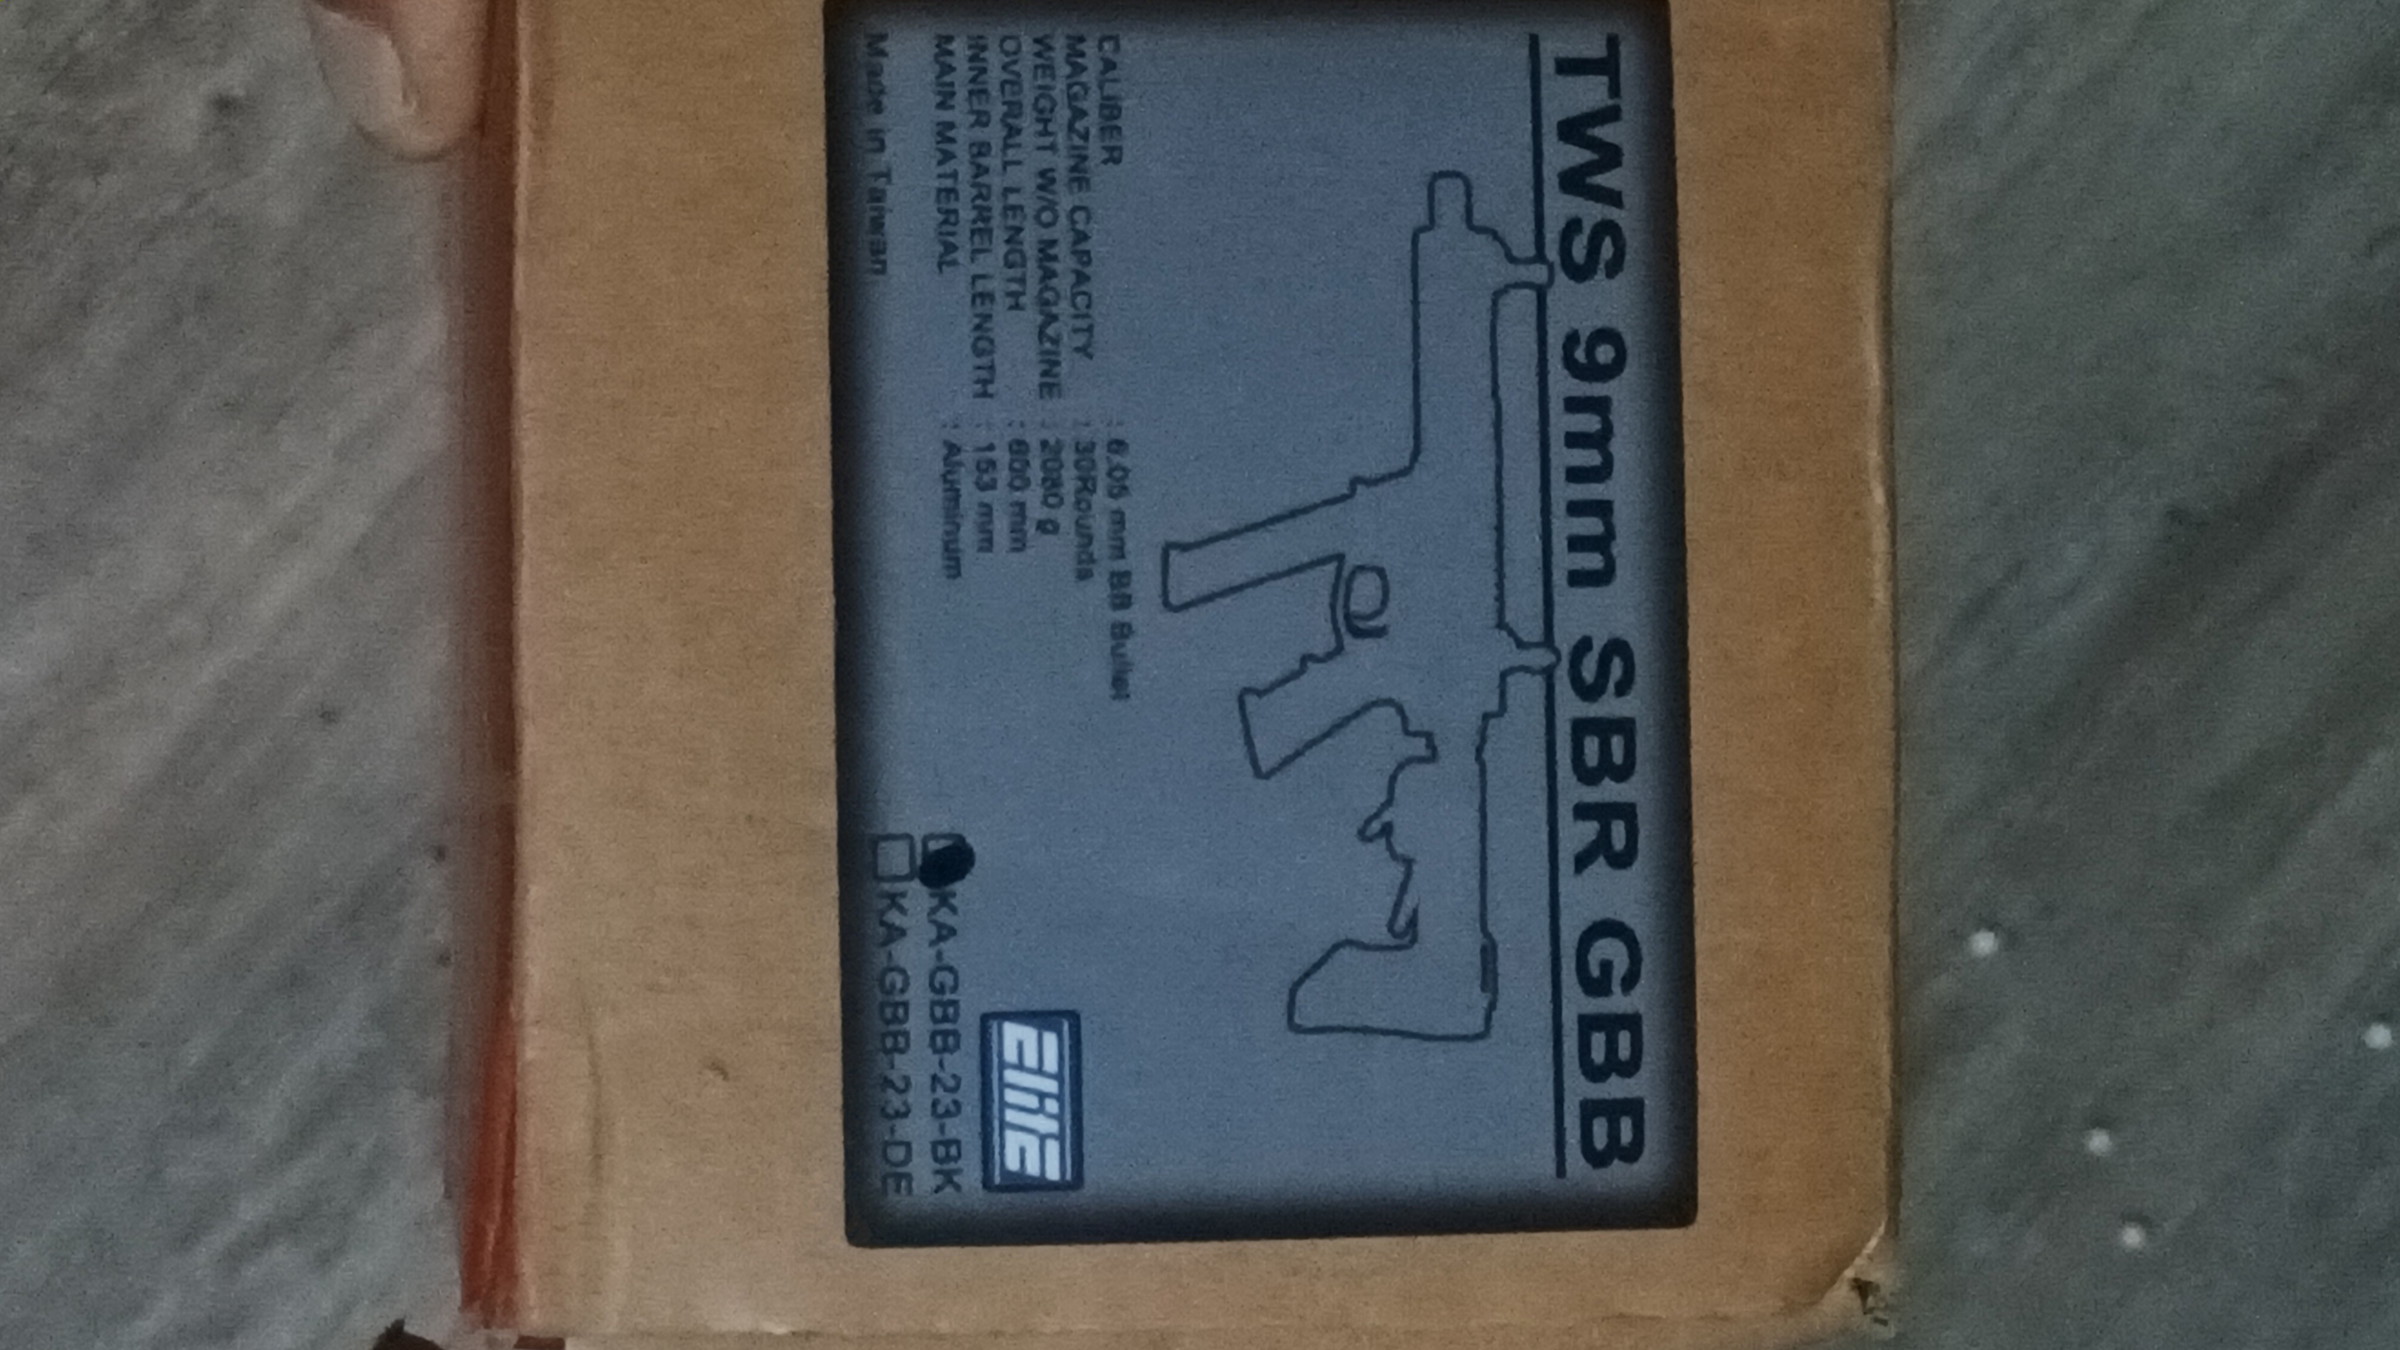 TWS 9mm SBR GBB
CALIBER : 6.05 mm BB Bullet
MAGAZINE CAPACITY : 30Rounds
WEIGHT W/O MAGAZINE : 2080 g
OVERALL LENGTH : 600 mm
INNER BARREL LENGTH : 153 mm
MAIN MATERIAL : Aluminum
Made in Taiwan
Elite
KA-GBB-23-BK
KA-GBB-23-DE